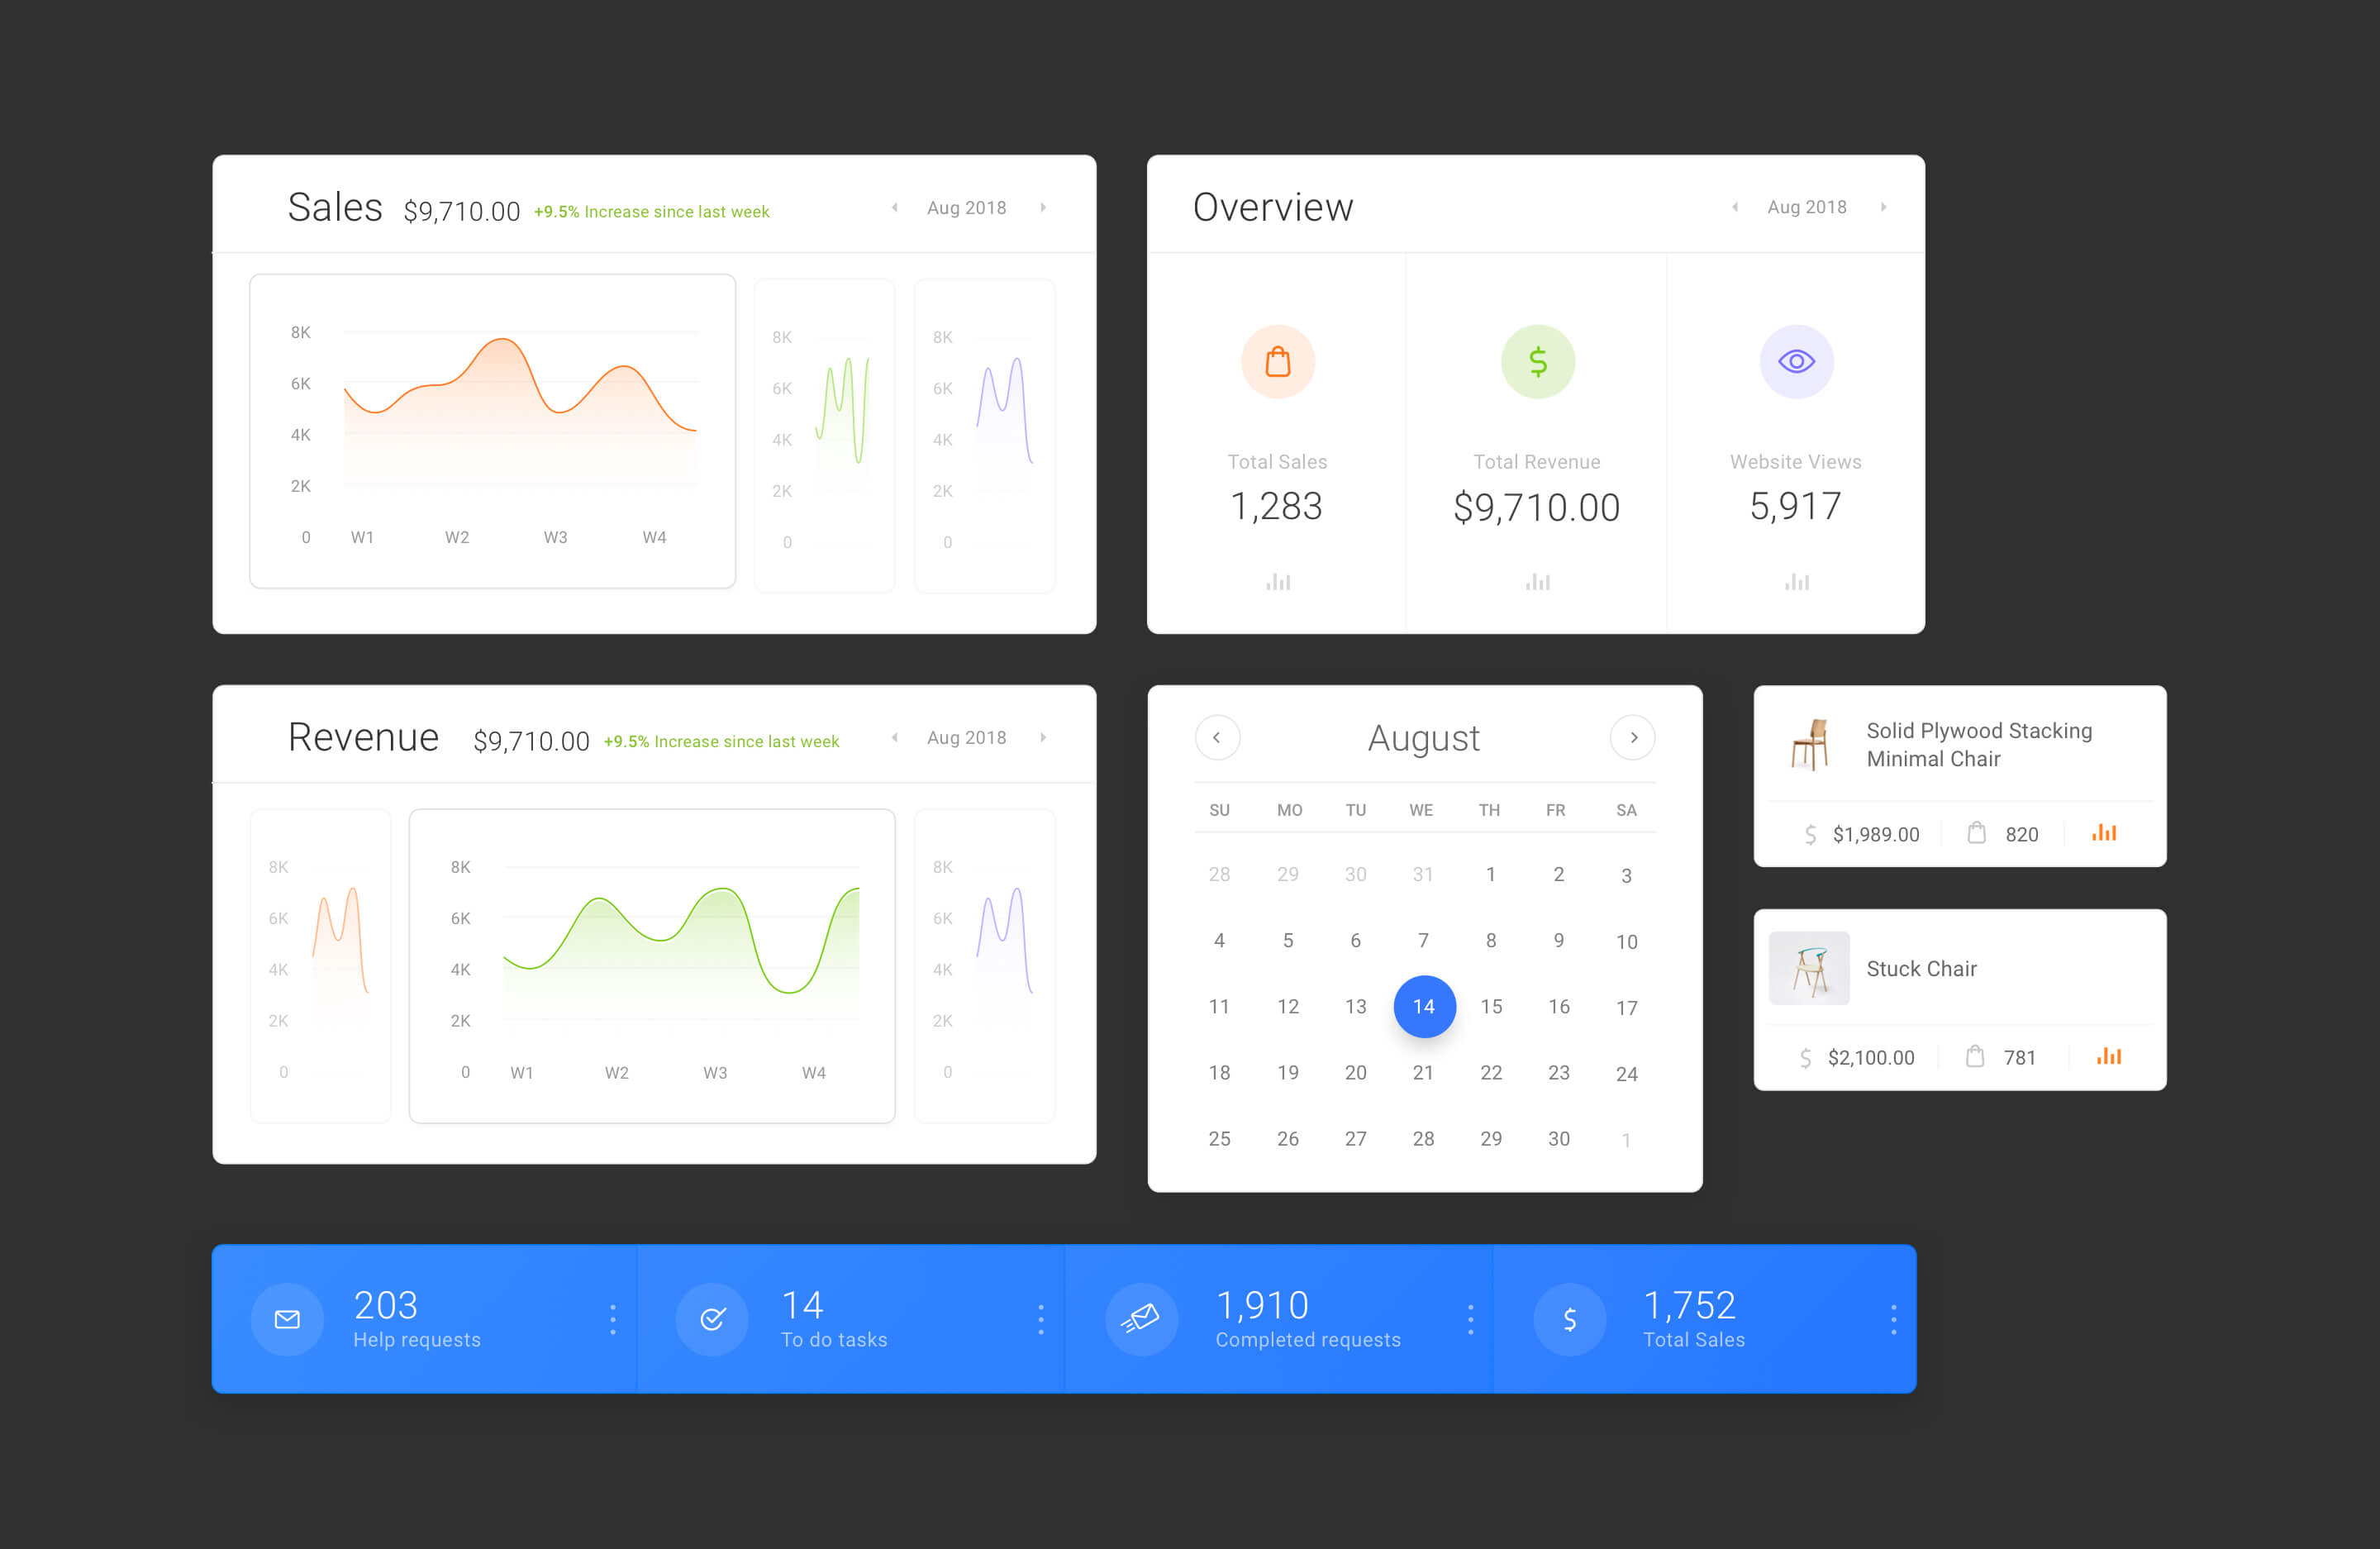 Sales $9,710.00 +9.5% Increase since last week Aug 2018
8K
6K
4K
2K
0 W1 W2 W3 W4
8K
6K
4K
2K
0
8K
6K
4K
2K
0
Overview Aug 2018
Total Sales
1,283
Total Revenue
$9,710.00
Website Views
5,917
Revenue $9,710.00 +9.5% Increase since last week Aug 2018
8K
6K
4K
2K
0
8K
6K
4K
2K
0 W1 W2 W3 W4
8K
6K
4K
2K
0
August
SU MO TU WE TH FR SA
28 29 30 31 1 2 3
4 5 6 7 8 9 10
11 12 13 14 15 16 17
18 19 20 21 22 23 24
25 26 27 28 29 30 1
Solid Plywood Stacking
Minimal Chair
$ $1,989.00 820
Stuck Chair
$ $2,100.00 781
203
Help requests
14
To do tasks
1,910
Completed requests
$
1,752
Total Sales